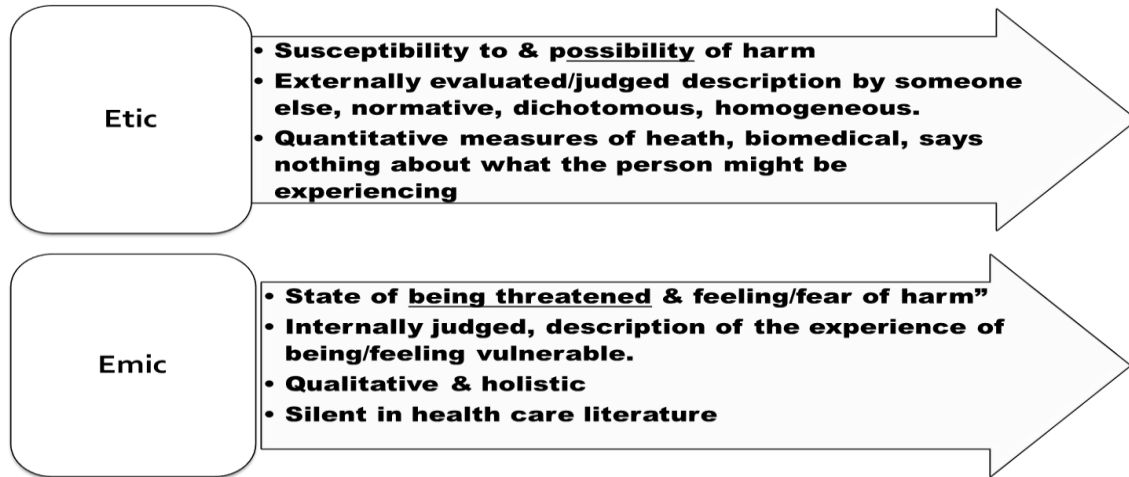 Etic
• Susceptibility to & possibility of harm
• Externally evaluated/judged description by someone
else, normative, dichotomous, homogeneous.
• Quantitative measures of heath, biomedical, says
nothing about what the person might be
experiencing
Emic
• State of being threatened & feeling/fear of harm”
• Internally judged, description of the experience of
being/feeling vulnerable.
• Qualitative & holistic
• Silent in health care literature